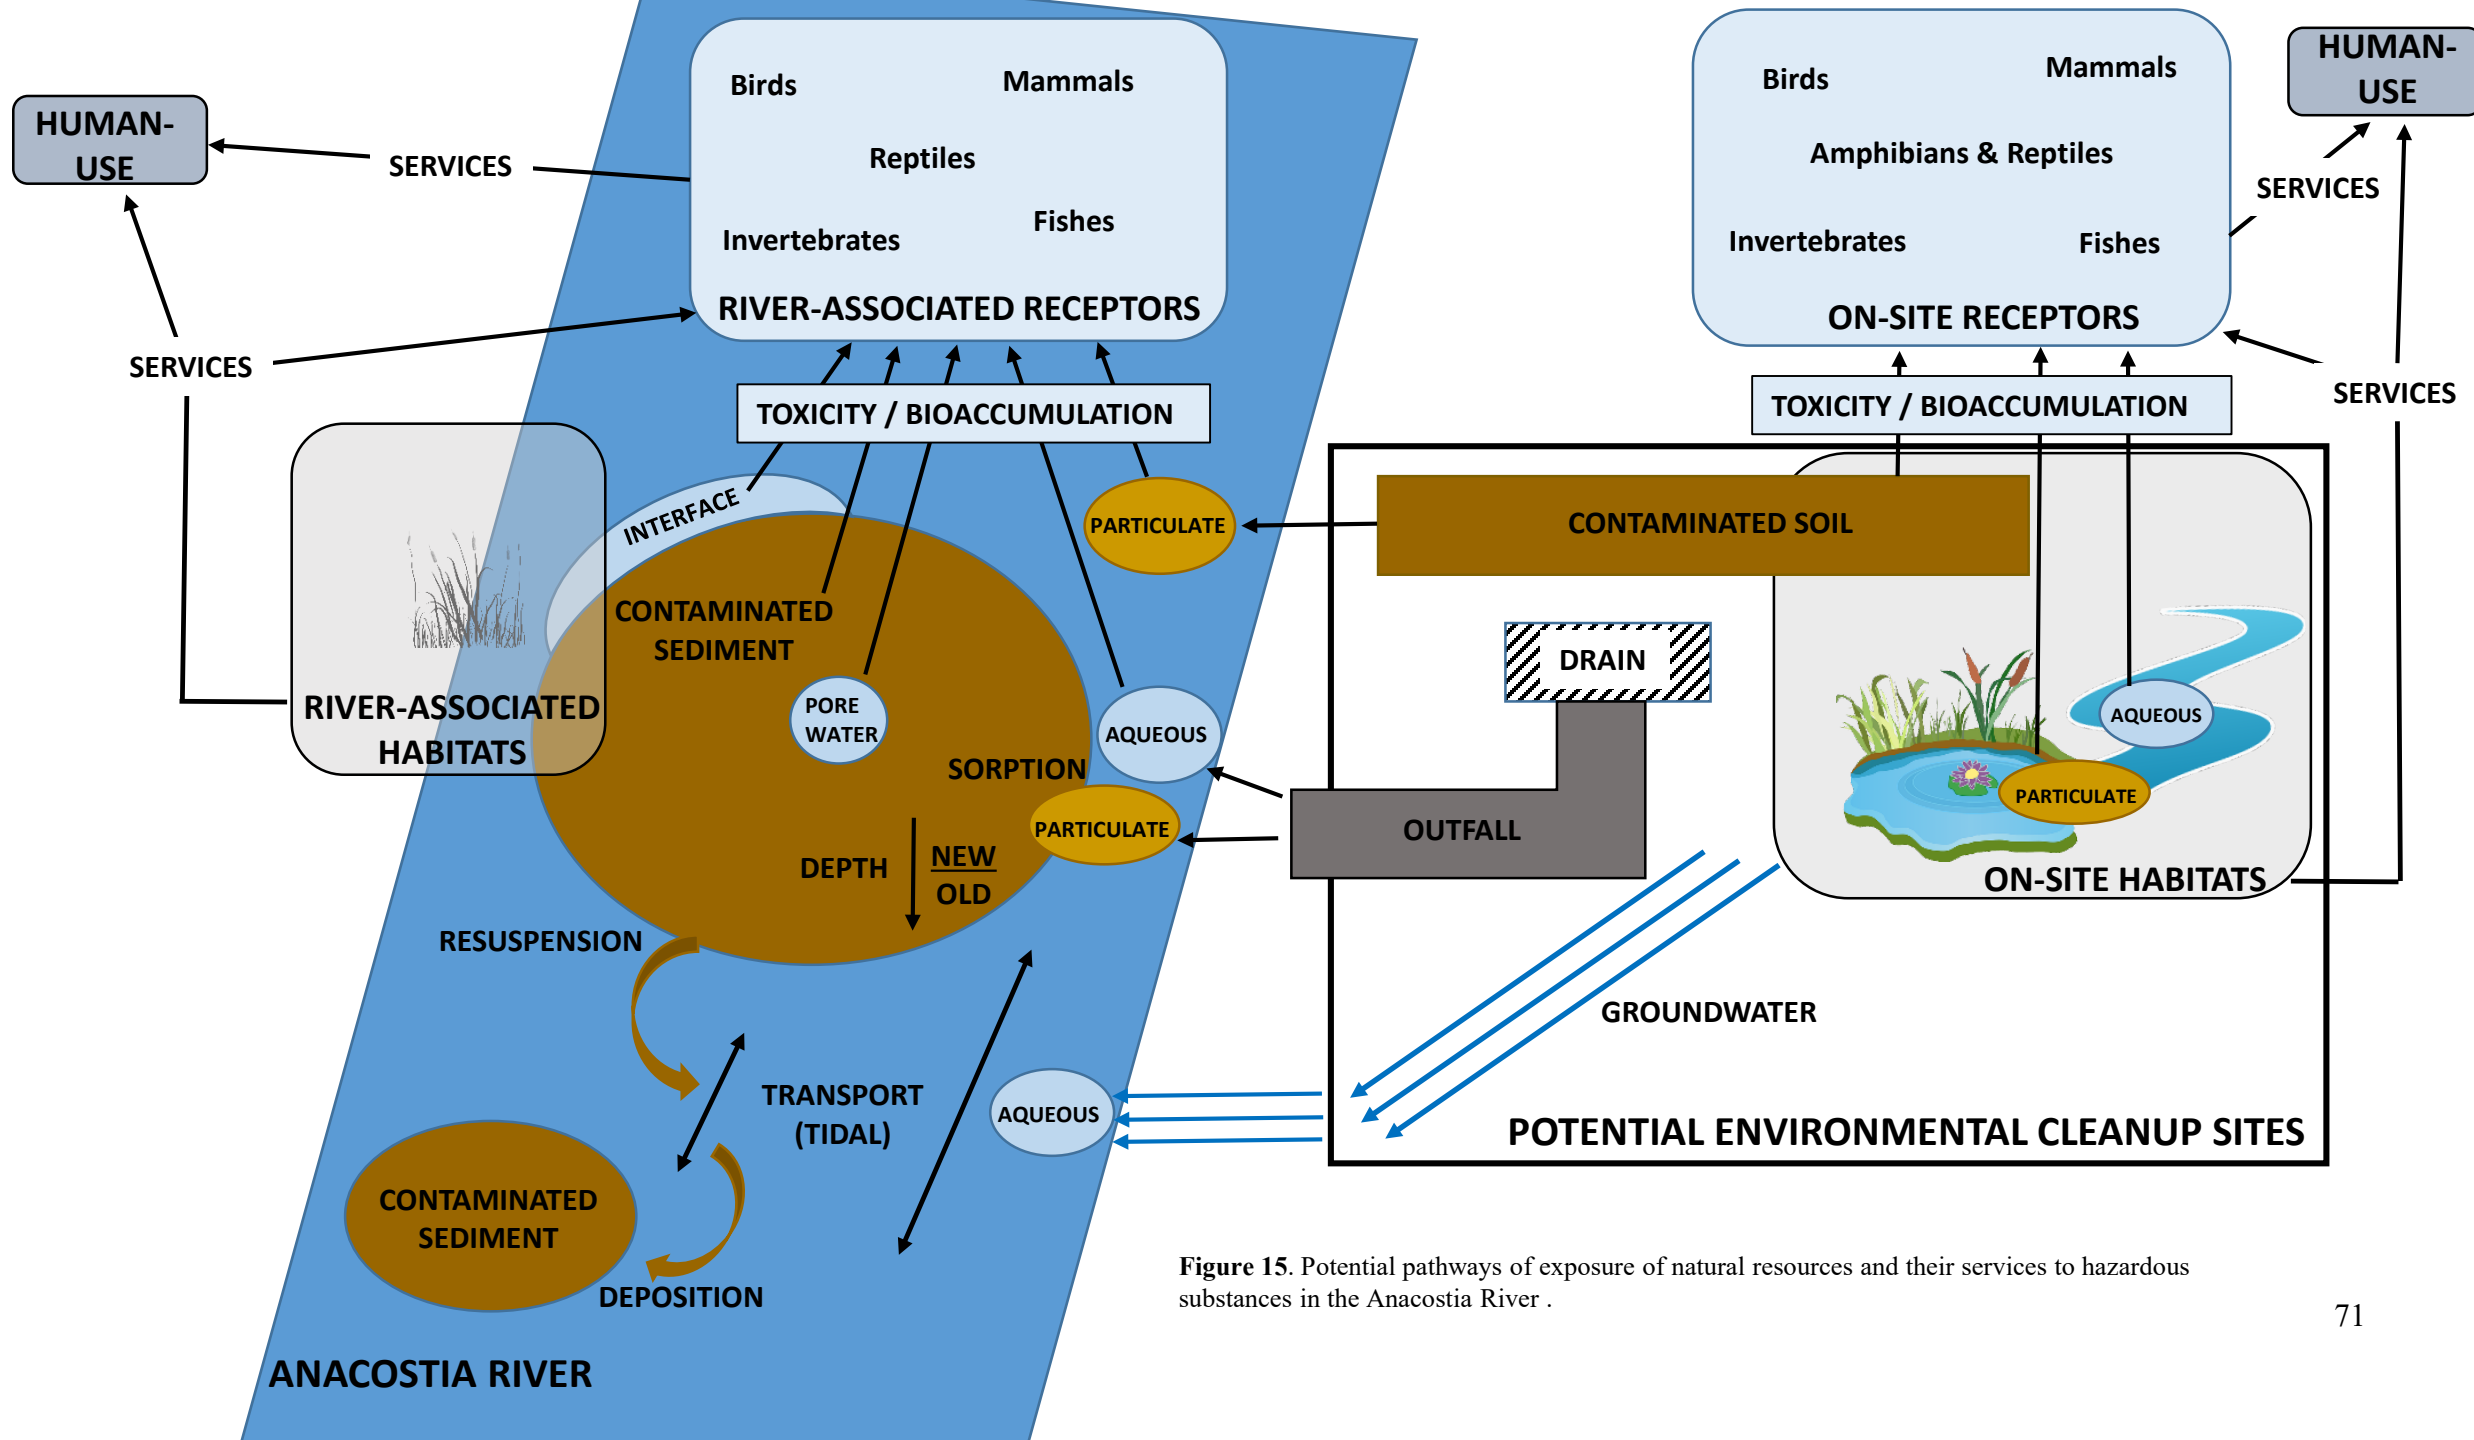 HUMAN-
USE
SERVICES
Birds
Mammals
Reptiles
Invertebrates
Fishes
RIVER-ASSOCIATED RECEPTORS
Birds
Mammals
Amphibians & Reptiles
Invertebrates
Fishes
ON-SITE RECEPTORS
HUMAN-
USE
SERVICES
SERVICES
SERVICES
TOXICITY / BIOACCUMULATION
TOXICITY / BIOACCUMULATION
INTERFACE
PARTICULATE
CONTAMINATED SOIL
CONTAMINATED
SEDIMENT
RIVER-ASSOCIATED
HABITATS
PORE
WATER
SORPTION
AQUEOUS
PARTICULATE
DEPTH
NEW
OLD
DRAIN
OUTFALL
AQUEOUS
PARTICULATE
ON-SITE HABITATS
RESUSPENSION
GROUNDWATER
TRANSPORT
(TIDAL)
AQUEOUS
POTENTIAL ENVIRONMENTAL CLEANUP SITES
CONTAMINATED
SEDIMENT
DEPOSITION
ANACOSTIA RIVER
Figure 15. Potential pathways of exposure of natural resources and their services to hazardous
substances in the Anacostia River .
71